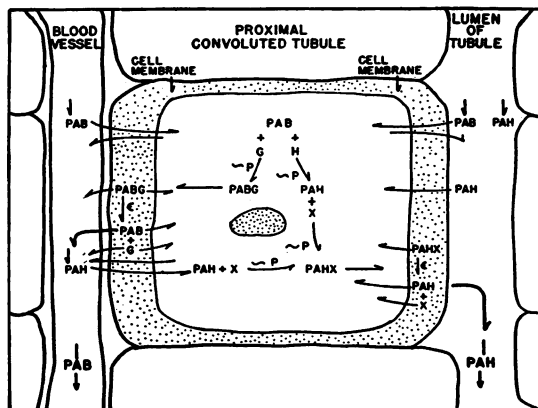 BLOOD
VESSEL
PROXIMAL
CONVOLUTED TUBULE
LUMEN
OF
TUBULE
CELL
MEMBRANE
CELL
MEMBRANE
PAB
PAB
+ +
G H
~P ~P
PABG PAH
+
X
~P
PAH + X ~P PAHX
PABG
ϵ
PAB
+
G
PAH
PAB
PAB PAH
PAH
PAHX
ϵ
PAH
+
X
PAH